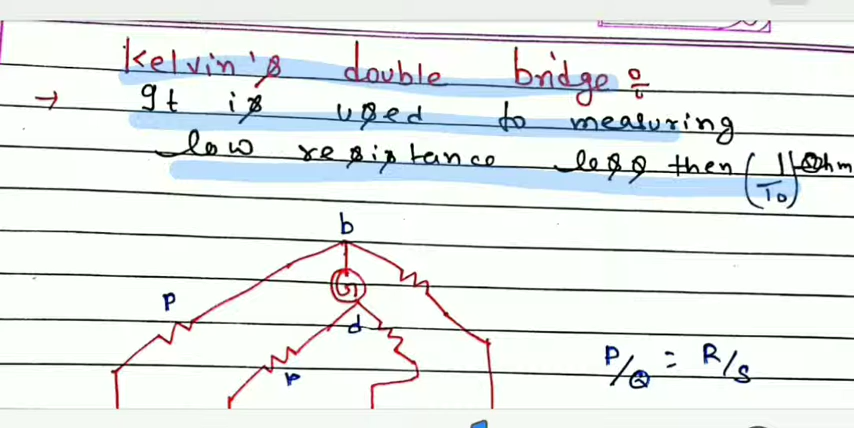 Kelvin's double bridge :
→ It is used to measuring
low resistance less then (1/10) Ohm
b
G
P
d
P/Q = R/S
p